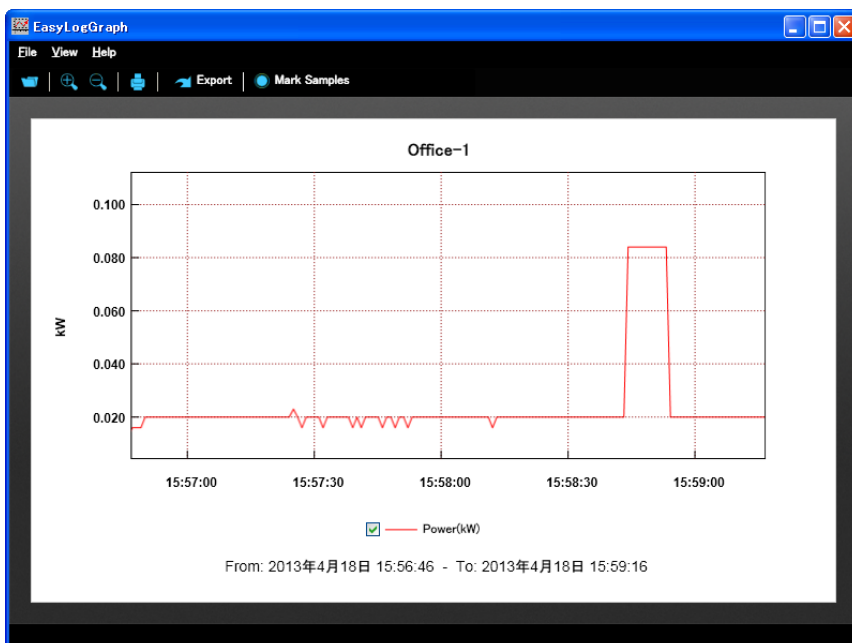 EasyLogGraph
File View Help
Export Mark Samples
Office-1
0.100
0.080
0.060
0.040
0.020
kW
15:57:00 15:57:30 15:58:00 15:58:30 15:59:00
Power(kW)
From: 2013年4月18日 15:56:46 - To: 2013年4月18日 15:59:16